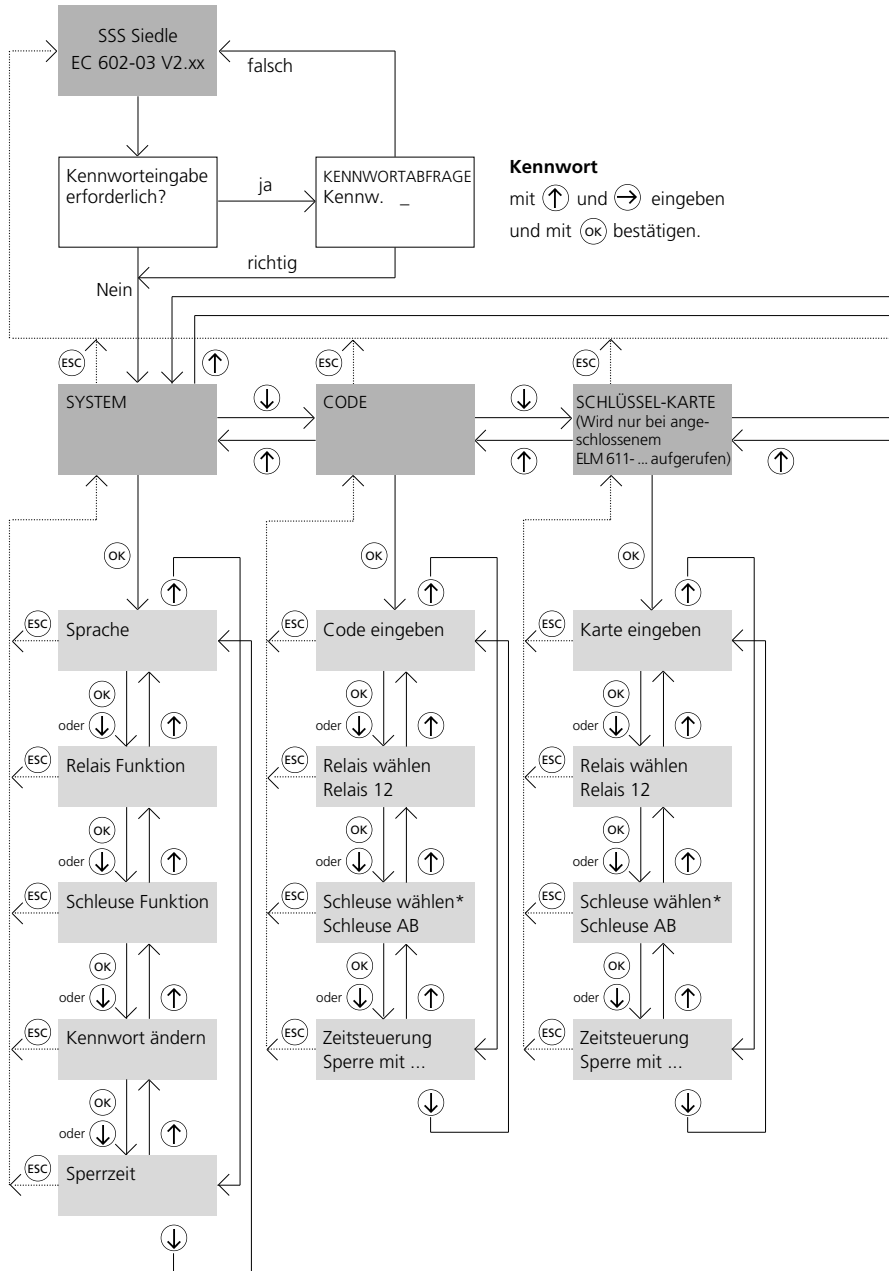 SSS Siedle
EC 602-03 V2.xx
falsch
Kennworteingabe
erforderlich?
ja
KENNWORTABFRAGE
Kennw. _
Kennwort
mit ↑ und → eingeben
und mit OK bestätigen.
richtig
Nein
ESC
↑
ESC
ESC
SYSTEM
↓
↑
CODE
↓
↑
SCHLÜSSEL-KARTE
(Wird nur bei ange-
schlossenem
ELM 611- ... aufgerufen)
↑
OK
↑
OK
↑
OK
↑
ESC
Sprache
ESC
Code eingeben
ESC
Karte eingeben
OK
oder ↓ ↑
OK
oder ↓ ↑
OK
oder ↓ ↑
ESC
Relais Funktion
ESC
Relais wählen
Relais 12
ESC
Relais wählen
Relais 12
OK
oder ↓ ↑
OK
oder ↓ ↑
OK
oder ↓ ↑
ESC
Schleuse Funktion
ESC
Schleuse wählen*
Schleuse AB
ESC
Schleuse wählen*
Schleuse AB
OK
oder ↓ ↑
OK
oder ↓ ↑
OK
oder ↓ ↑
ESC
Kennwort ändern
ESC
Zeitsteuerung
Sperre mit ...
ESC
Zeitsteuerung
Sperre mit ...
OK
oder ↓ ↑
↓
↓
ESC
Sperrzeit
↓